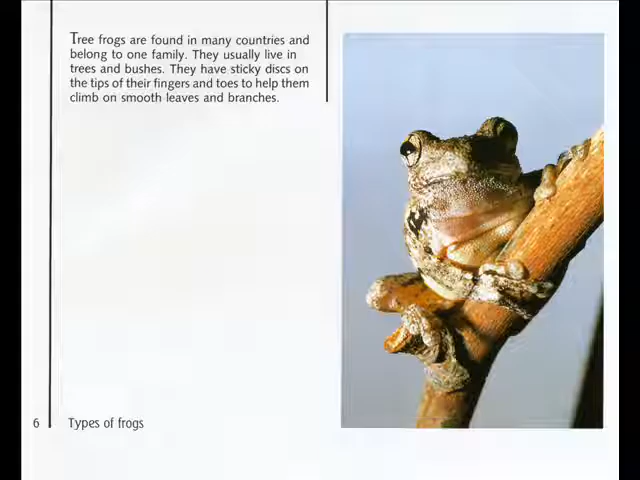 Tree frogs are found in many countries and
belong to one family. They usually live in
trees and bushes. They have sticky discs on
the tips of their fingers and toes to help them
climb on smooth leaves and branches.
6 Types of frogs